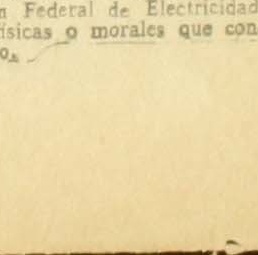 n Federal de Electricidad
ísicas o morales que con
o.